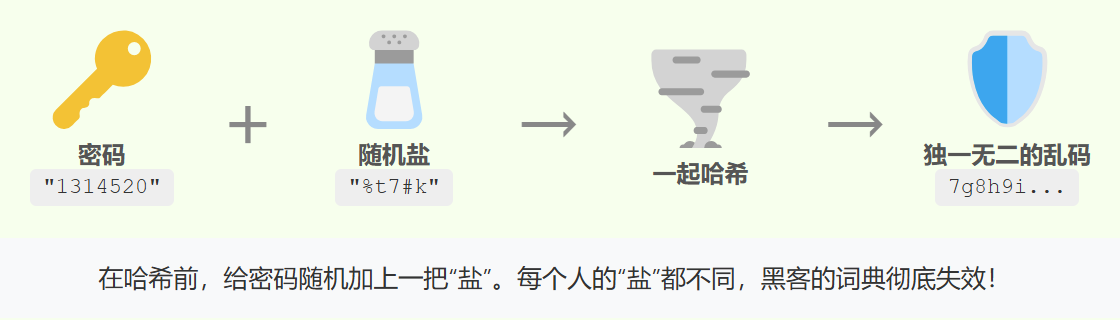 密码
"1314520"
+
随机盐
"%t7#k"
→
一起哈希
→
独一无二的乱码
7g8h9i...
在哈希前，给密码随机加上一把“盐”。每个人的“盐”都不同，黑客的词典彻底失效！